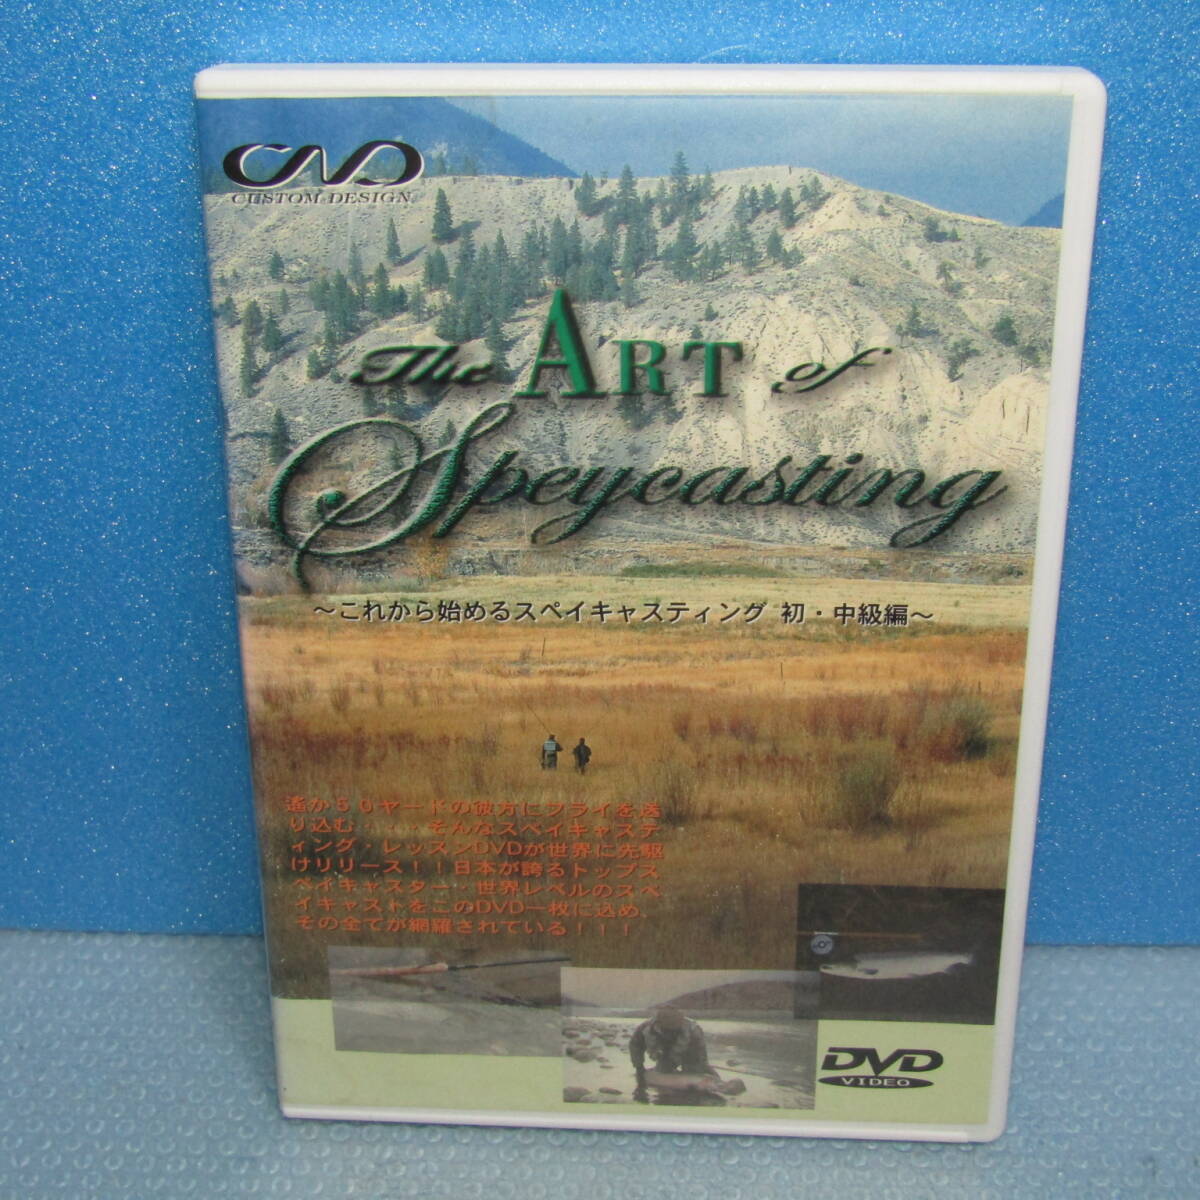 CND
CUSTOM DESIGN
The ART of
Speycasting
～これから始めるスペイキャスティング 初・中級編～
遙か50ヤードの彼方にフライを送
り込む・・・そんなスペイキャステ
ィング・レッスンDVDが世界に先駆
けリリース！！日本が誇るトップス
ペイキャスター・世界レベルのスペ
イキャストをこのDVD一枚に込め、
その全てが網羅されている！！！
DVD
VIDEO